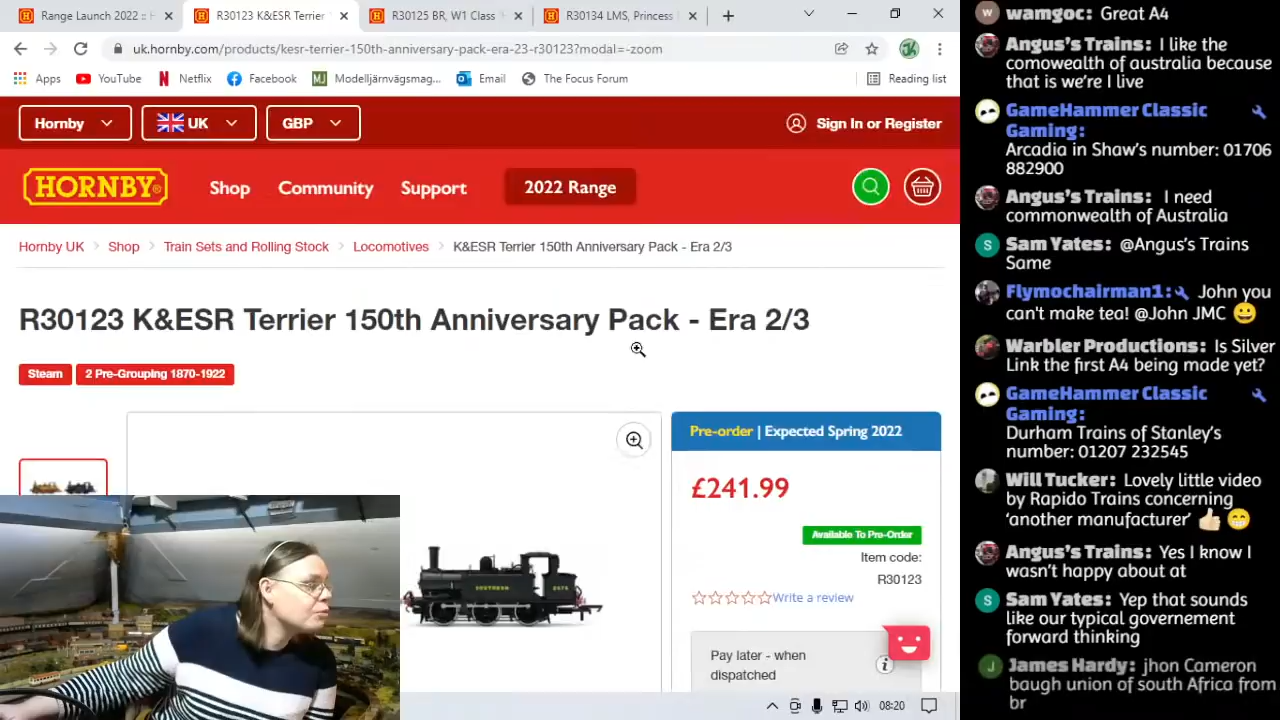 Range Launch 2022 ::
R30123 K&ESR Terrier
R30125 BR, W1 Class
R30134 LMS, Princess
uk.hornby.com/products/kesr-terrier-150th-anniversary-pack-era-23-r30123?modal=-zoom
Apps
YouTube
Netflix
Facebook
Modelljärnvägsmag...
Email
The Focus Forum
Reading list
Hornby
UK
GBP
Sign In or Register
HORNBY
Shop
Community
Support
2022 Range
Hornby UK > Shop > Train Sets and Rolling Stock > Locomotives > K&ESR Terrier 150th Anniversary Pack - Era 2/3
R30123 K&ESR Terrier 150th Anniversary Pack - Era 2/3
Steam
2 Pre-Grouping 1870-1922
Pre-order | Expected Spring 2022
£241.99
Available To Pre-Order
Item code:
R30123
Write a review
Pay later - when
dispatched
SOUTHERN
08:20
wamgoc: Great A4
Angus's Trains: I like the
comowealth of australia because
that is we're I live
GameHammer Classic
Gaming:
Arcadia in Shaw's number: 01706
882900
Angus's Trains: I need
commonwealth of Australia
Sam Yates: @Angus's Trains
Same
Flymochairman1: John you
can't make tea! @John JMC
Warbler Productions: Is Silver
Link the first A4 being made yet?
GameHammer Classic
Gaming:
Durham Trains of Stanley's
number: 01207 232545
Will Tucker: Lovely little video
by Rapido Trains concerning
'another manufacturer'
Angus's Trains: Yes I know I
wasn't happy about at
Sam Yates: Yep that sounds
like our typical governement
forward thinking
James Hardy: jhon Cameron
baugh union of south Africa from
br